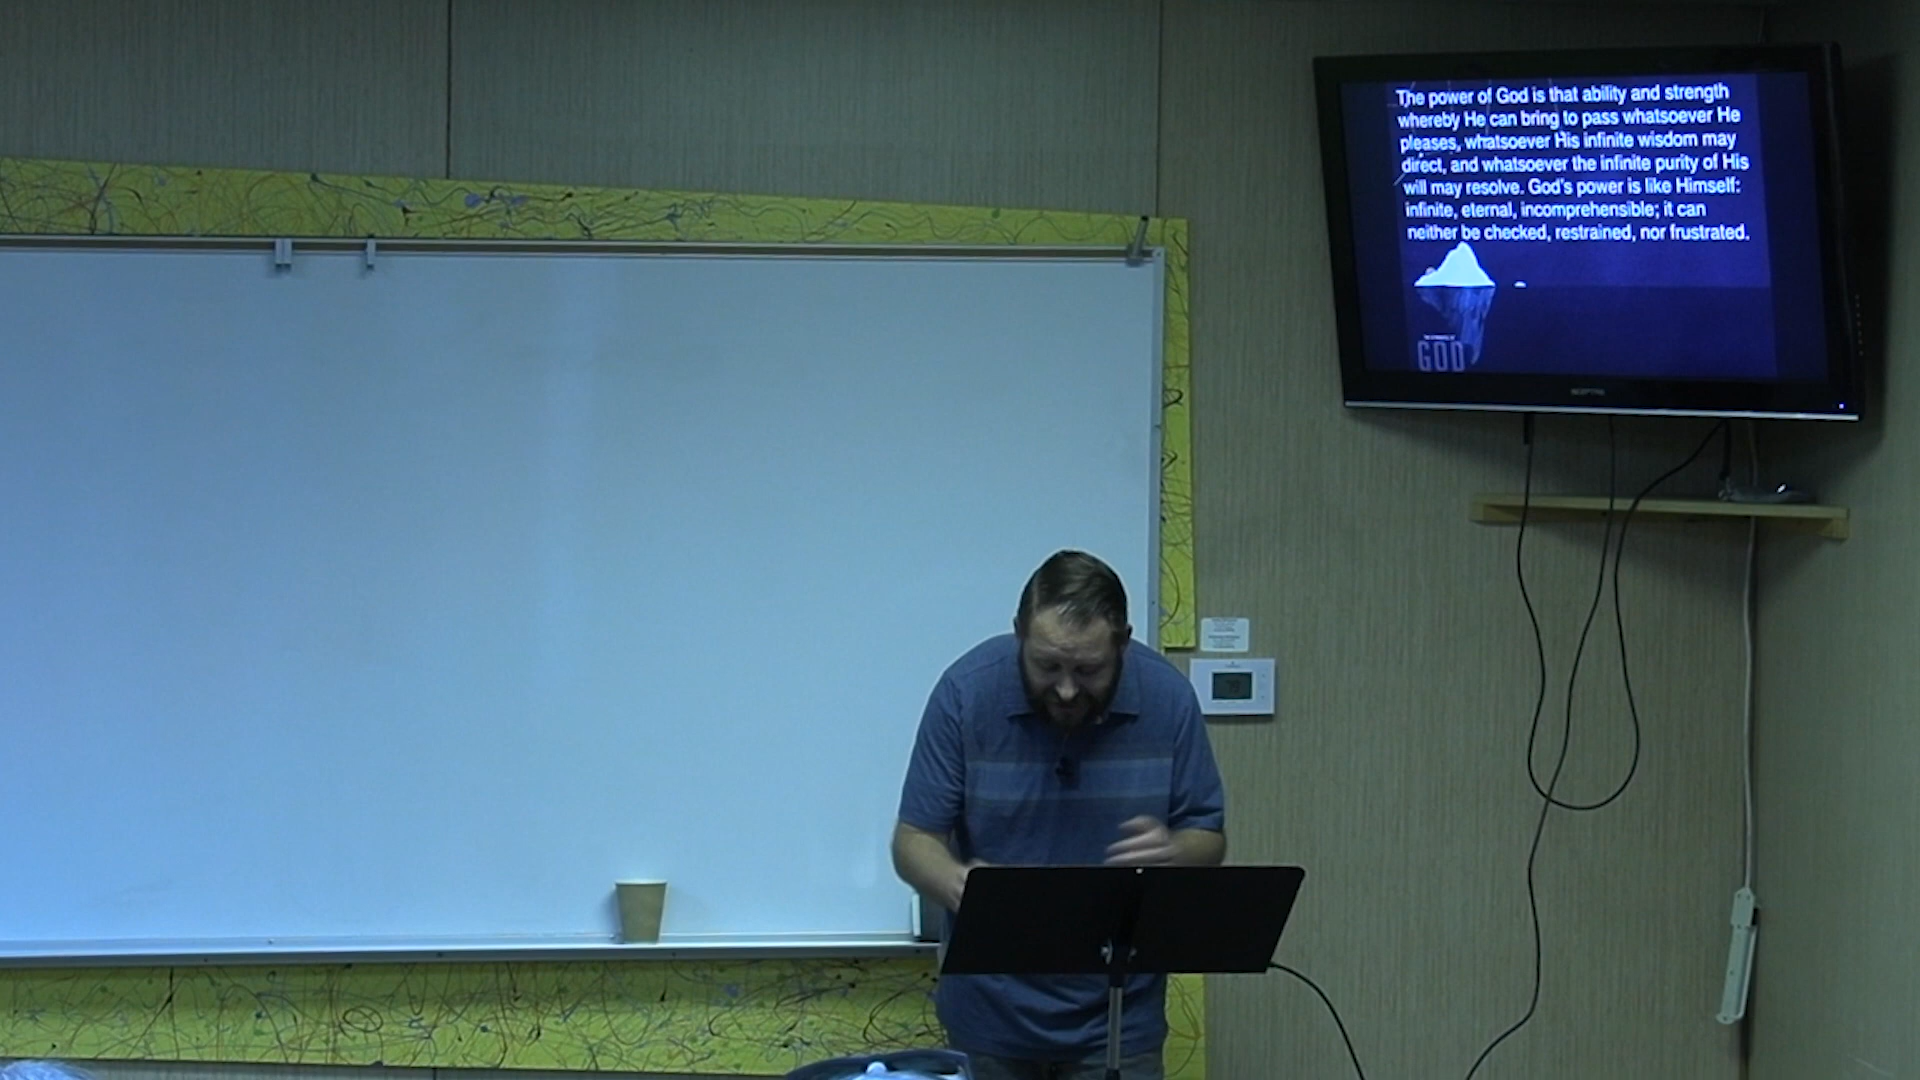 The power of God is that ability and strength
whereby He can bring to pass whatsoever He
pleases, whatsoever His infinite wisdom may
direct, and whatsoever the infinite purity of His
will may resolve. God's power is like Himself:
infinite, eternal, incomprehensible; it can
neither be checked, restrained, nor frustrated.
GOD
SCEPTRE